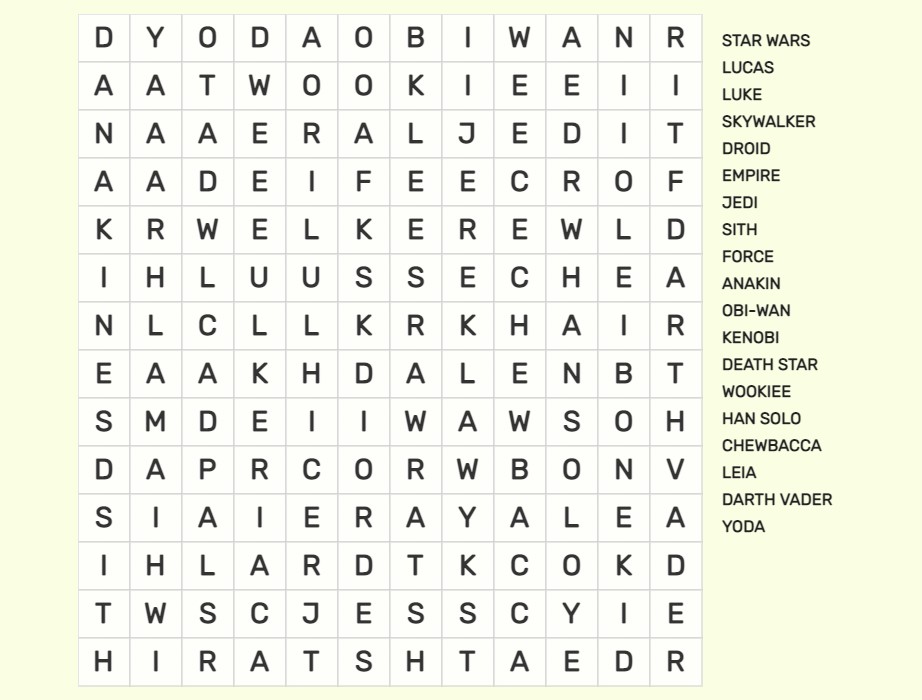 D Y O D A O B I W A N R
A A T W O O K I E E I I
N A A E R A L J E D I T
A A D E I F E E C R O F
K R W E L K E R E W L D
I H L U U S S E C H E A
N L C L L K R K H A I R
E A A K H D A L E N B T
S M D E I I W A W S O H
D A P R C O R W B O N V
S I A I E R A Y A L E A
I H L A R D T K C O K D
T W S C J E S S C Y I E
H I R A T S H T A E D R
STAR WARS
LUCAS
LUKE
SKYWALKER
DROID
EMPIRE
JEDI
SITH
FORCE
ANAKIN
OBI-WAN
KENOBI
DEATH STAR
WOOKIEE
HAN SOLO
CHEWBACCA
LEIA
DARTH VADER
YODA